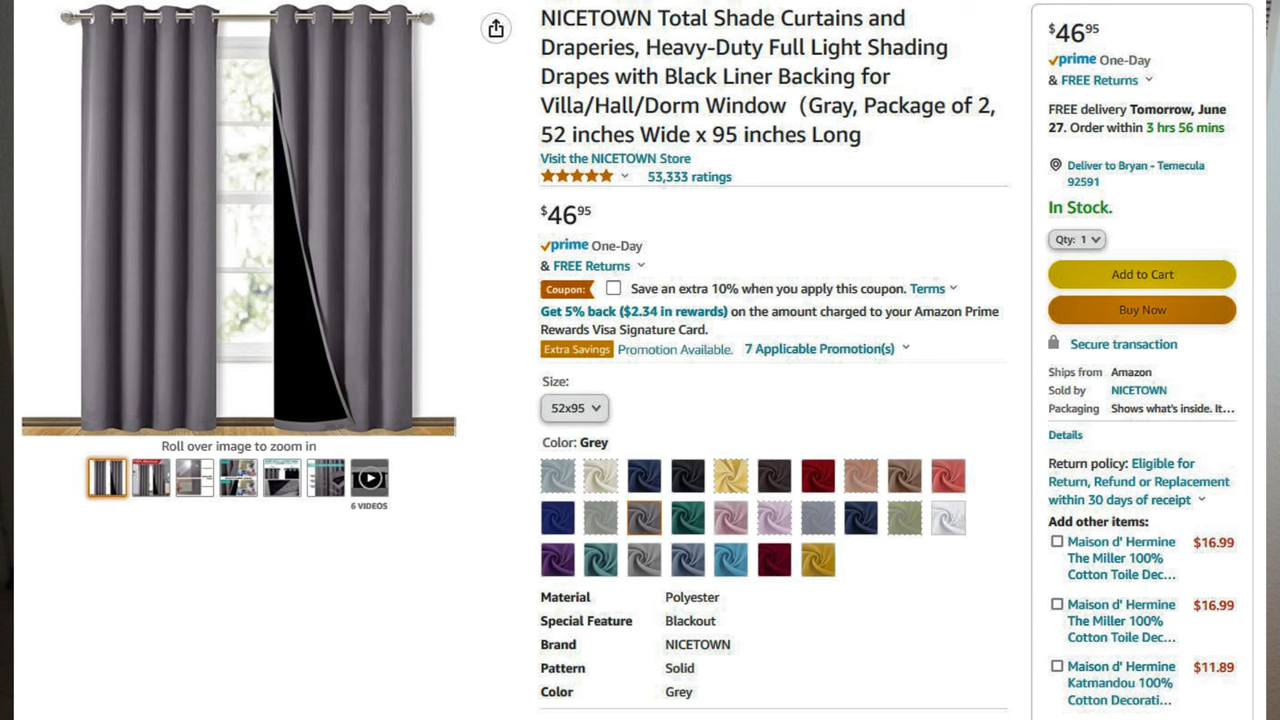 NICETOWN Total Shade Curtains and
Draperies, Heavy-Duty Full Light Shading
Drapes with Black Liner Backing for
Villa/Hall/Dorm Window（Gray, Package of 2,
52 inches Wide x 95 inches Long
Visit the NICETOWN Store
53,333 ratings
$46 95
prime One-Day
& FREE Returns
Coupon: Save an extra 10% when you apply this coupon. Terms
Get 5% back ($2.34 in rewards) on the amount charged to your Amazon Prime
Rewards Visa Signature Card.
Extra Savings Promotion Available. 7 Applicable Promotion(s)
Size:
52x95
Color: Grey
Material Polyester
Special Feature Blackout
Brand NICETOWN
Pattern Solid
Color Grey
Roll over image to zoom in
6 VIDEOS
$46 95
prime One-Day
& FREE Returns
FREE delivery Tomorrow, June
27. Order within 3 hrs 56 mins
Deliver to Bryan - Temecula
92591
In Stock.
Qty: 1
Add to Cart
Buy Now
Secure transaction
Ships from Amazon
Sold by NICETOWN
Packaging Shows what's inside. It...
Details
Return policy: Eligible for
Return, Refund or Replacement
within 30 days of receipt
Add other items:
Maison d' Hermine $16.99
The Miller 100%
Cotton Toile Dec...
Maison d' Hermine $16.99
The Miller 100%
Cotton Toile Dec...
Maison d' Hermine $11.89
Katmandou 100%
Cotton Decorati...